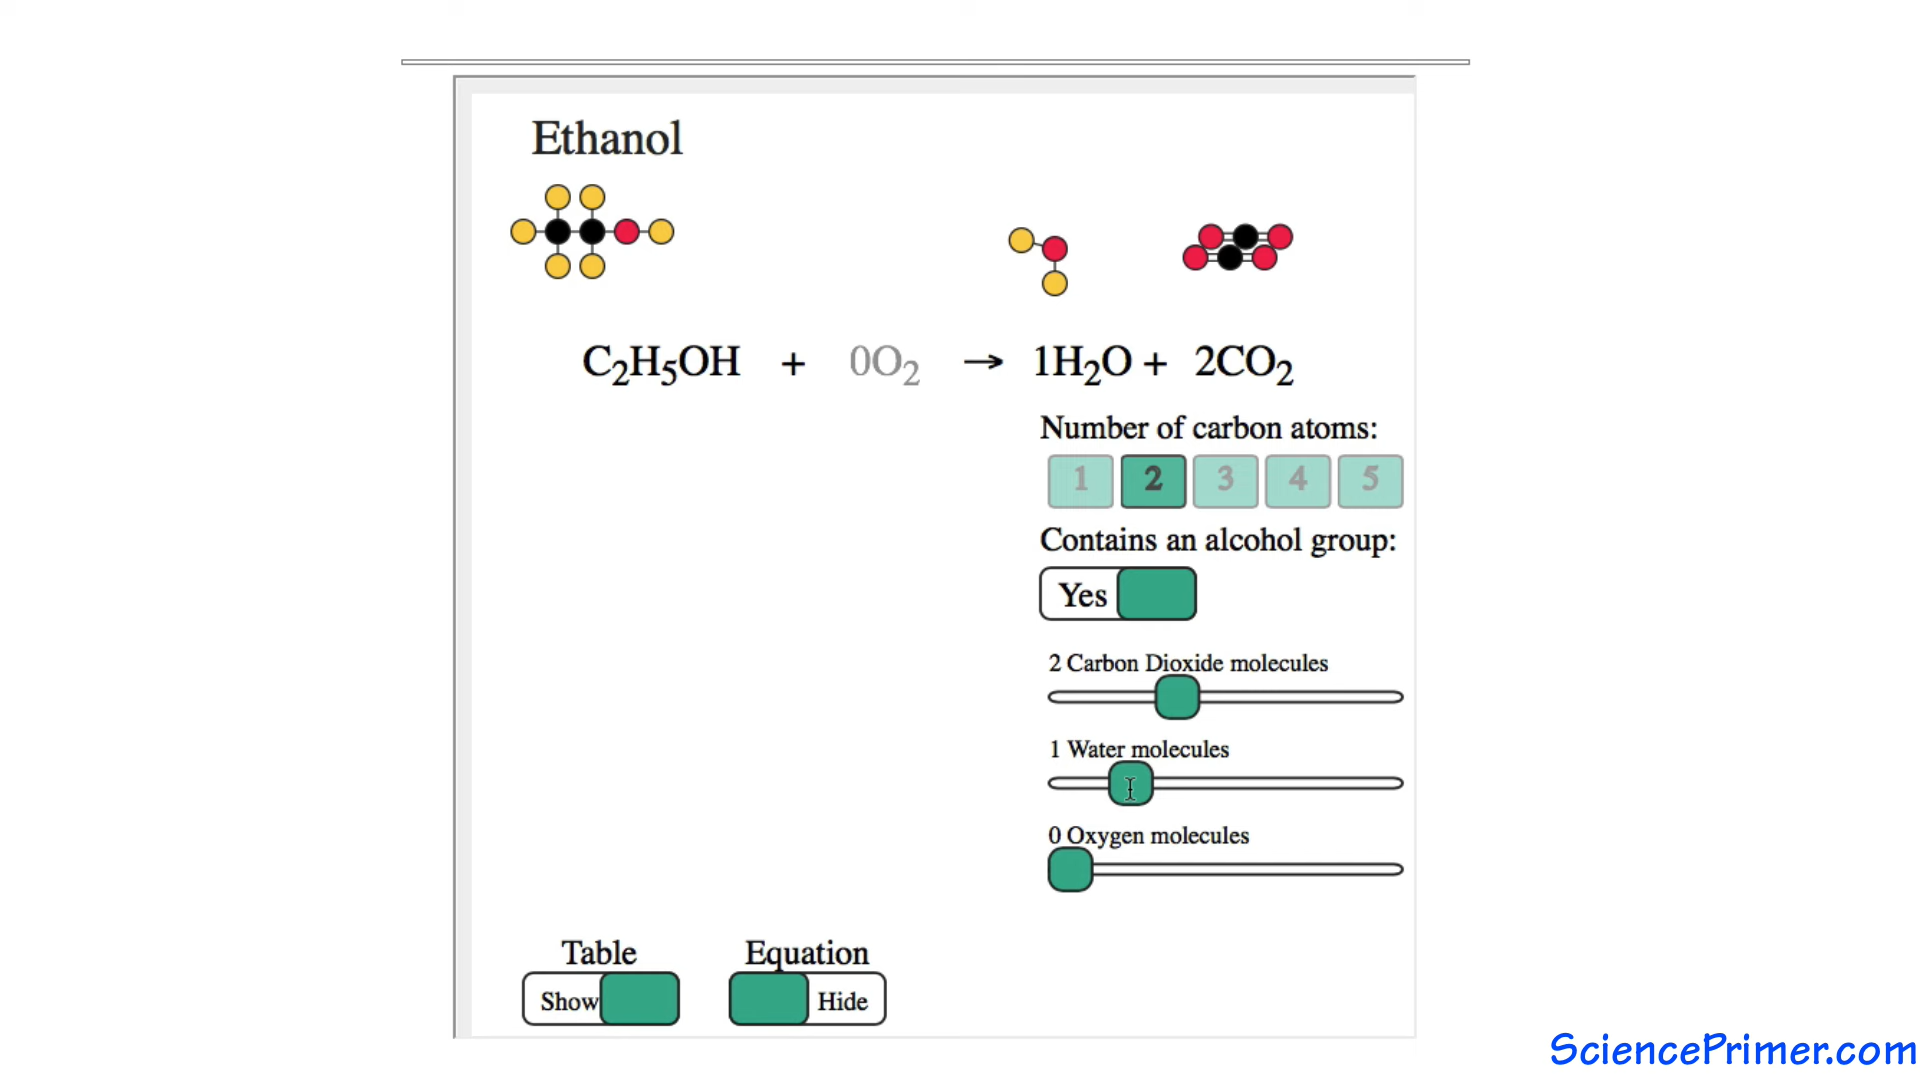 Ethanol
C₂H₅OH + 0O₂ → 1H₂O + 2CO₂
Number of carbon atoms:
1 2 3 4 5
Contains an alcohol group:
Yes
2 Carbon Dioxide molecules
1 Water molecules
0 Oxygen molecules
Table Equation
Show Hide
SciencePrimer.com